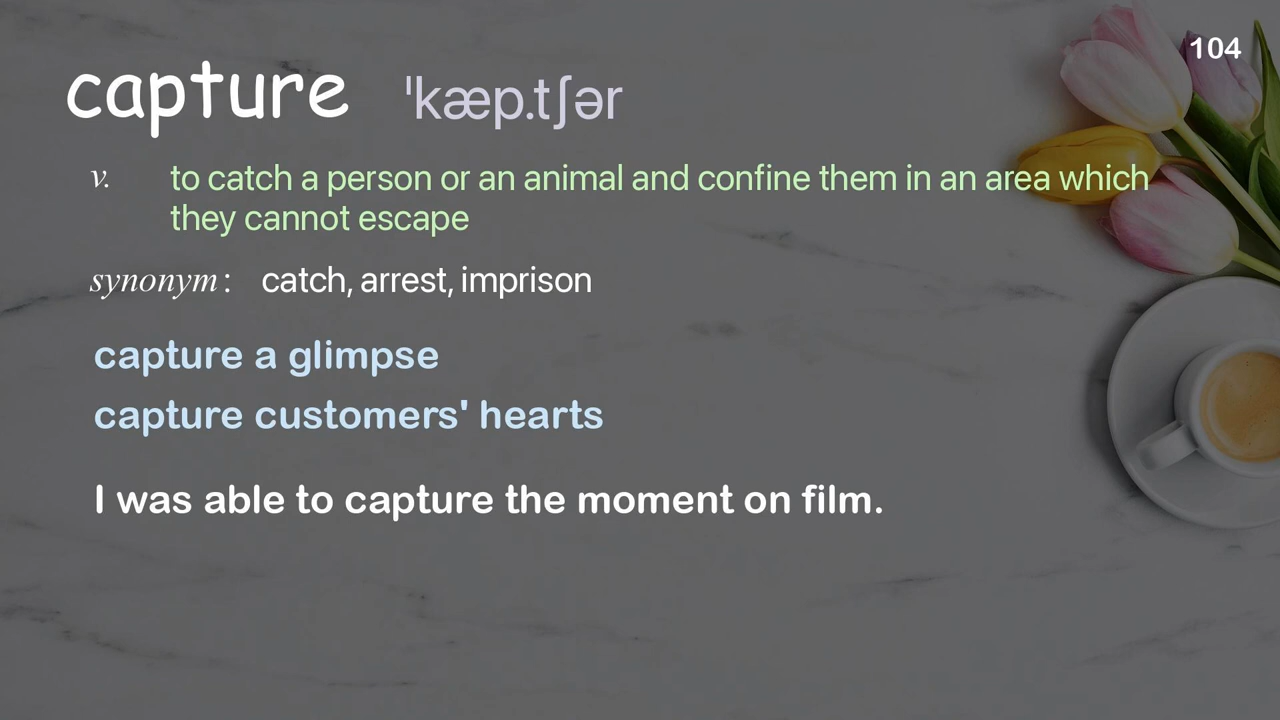 104
capture ˈkæp.tʃər
v. to catch a person or an animal and confine them in an area which
they cannot escape
synonym: catch, arrest, imprison
capture a glimpse
capture customers' hearts
I was able to capture the moment on film.